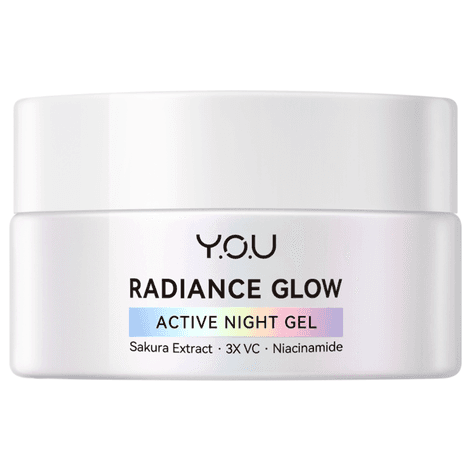 Y.O.U
RADIANCE GLOW
ACTIVE NIGHT GEL
Sakura Extract · 3X VC · Niacinamide